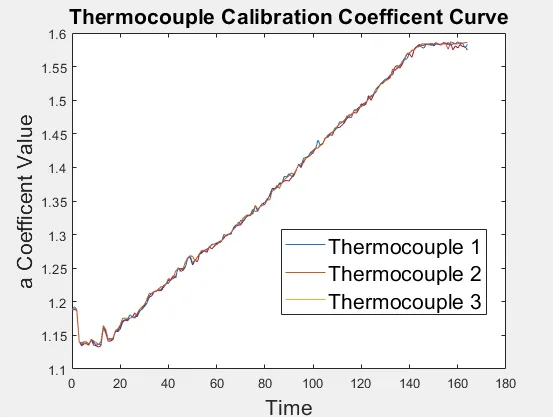 Thermocouple Calibration Coefficent Curve
1.6
1.55
1.5
1.45
1.4
1.35
1.3
1.25
1.2
1.15
1.1
a Coefficent Value
Thermocouple 1
Thermocouple 2
Thermocouple 3
0 20 40 60 80 100 120 140 160 180
Time